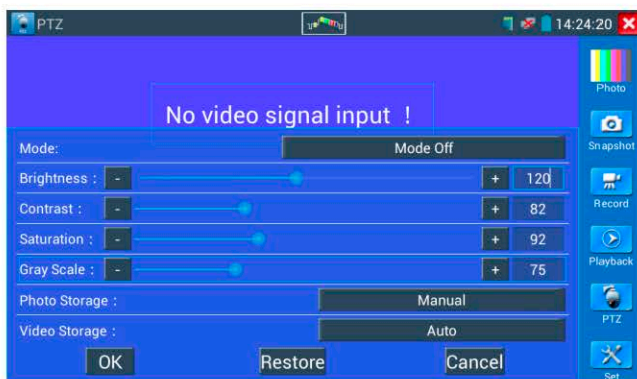 PTZ 14:24:20
Photo
No video signal input !
Snapshot
Mode: Mode Off
Brightness : - + 120
Contrast : - + 82
Record
Saturation : - + 92
Gray Scale : - + 75
Playback
Photo Storage : Manual
PTZ
Video Storage : Auto
OK Restore Cancel
Set